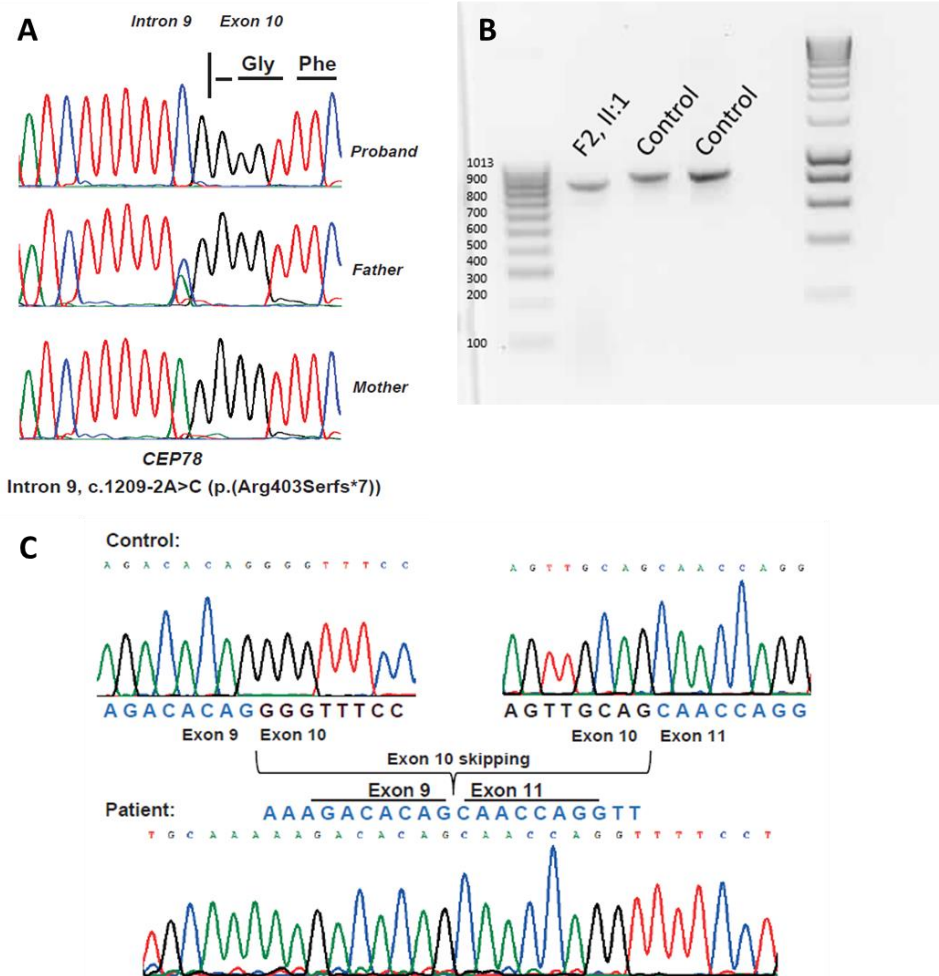 A
Intron 9 Exon 10
Gly Phe
Proband
Father
Mother
CEP78
Intron 9, c.1209-2A>C (p.(Arg403Serfs*7))
B
F2, II:1
Control
Control
1013
900
800
700
600
500
400
300
200
100
C
Control:
A G A C A C A G G G G T T T C C
A G T T G C A G C A A C C A G G
AGACACAGGGGTTTCC
AGTTGCAGCAACCAGG
Exon 9 Exon 10
Exon 10 Exon 11
Exon 10 skipping
Exon 9 Exon 11
Patient:
AAAGACACAGCAACCAGGTT
T G C A A A A A G A C A C A G C A A C C A G G T T T T C C T